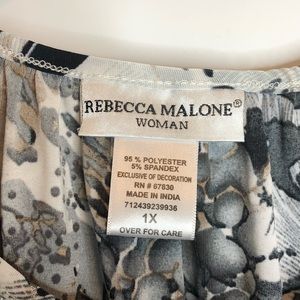 REBECCA MALONE®
WOMAN
95 % POLYESTER
5% SPANDEX
EXCLUSIVE OF DECORATION
RN # 67630
MADE IN INDIA
712439239936
1X
OVER FOR CARE